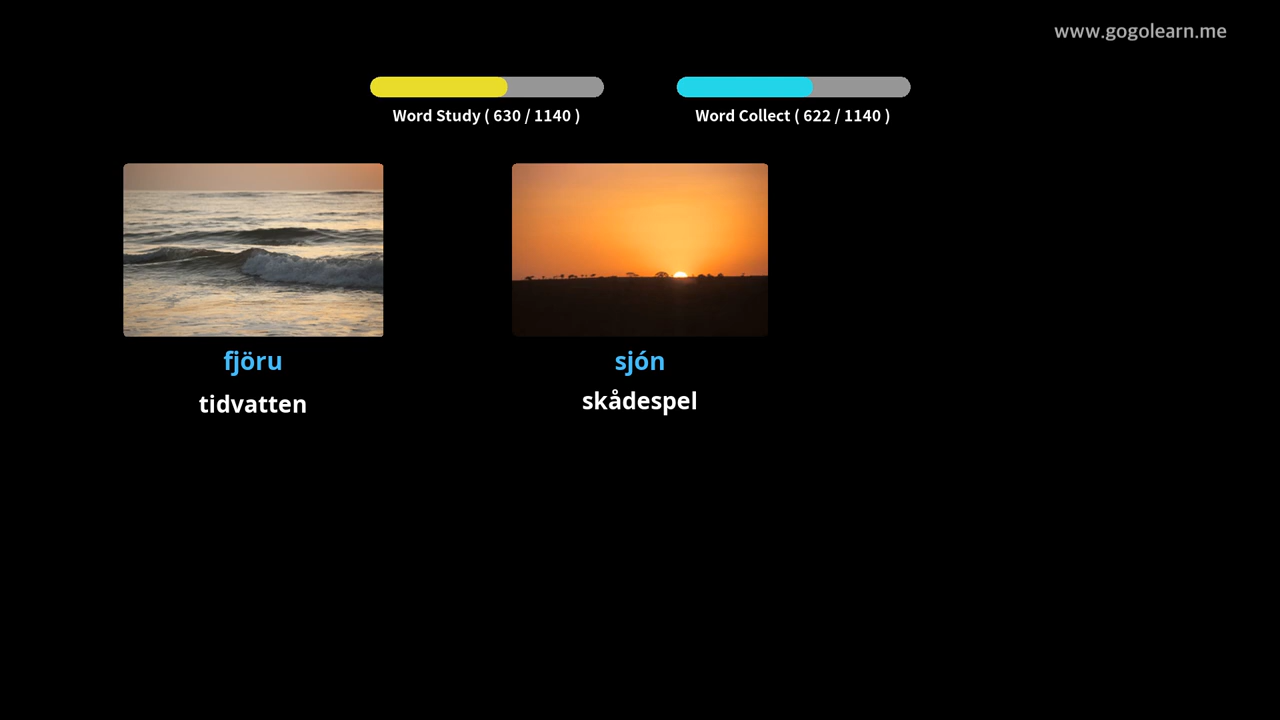 www.gogolearn.me
Word Study ( 630 / 1140 )
Word Collect ( 622 / 1140 )
fjöru
tidvatten
sjón
skådespel